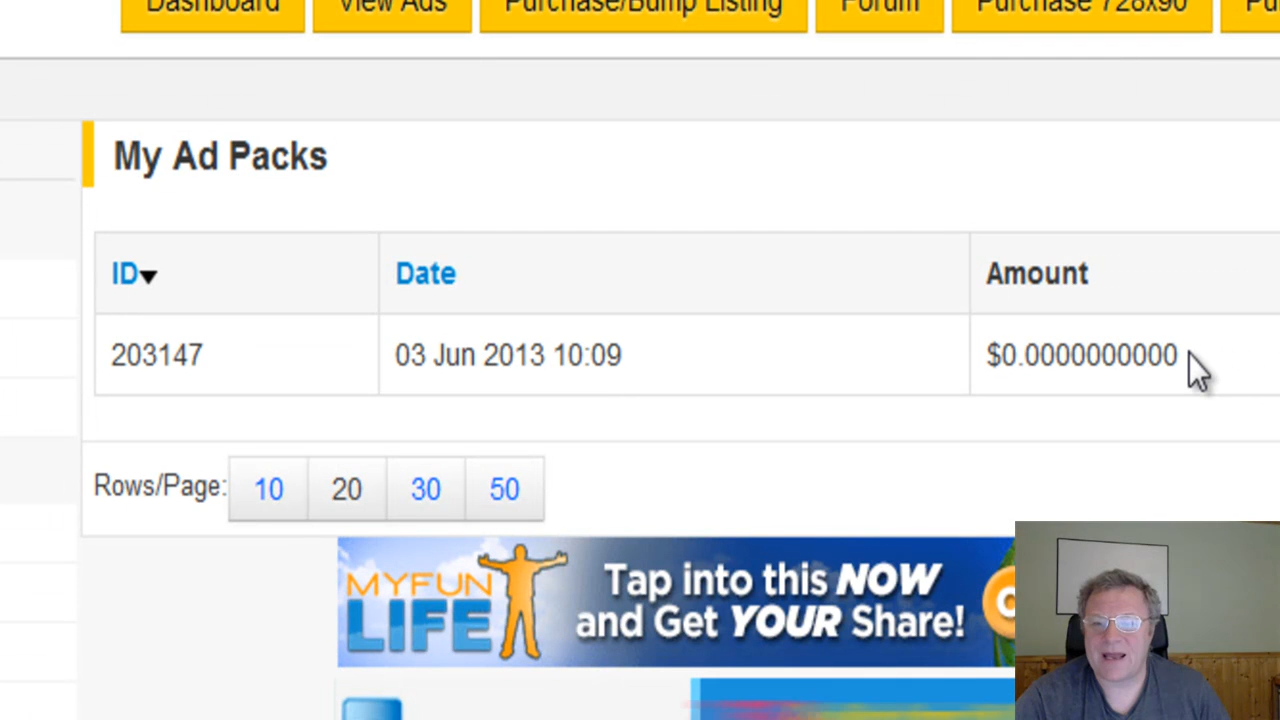 Dashboard View Ads Purchase/Bump Listing Forum Purchase 728x90
My Ad Packs
ID Date Amount
203147 03 Jun 2013 10:09 $0.0000000000
Rows/Page: 10 20 30 50
MYFUN
LIFE
Tap into this NOW
and Get YOUR Share!